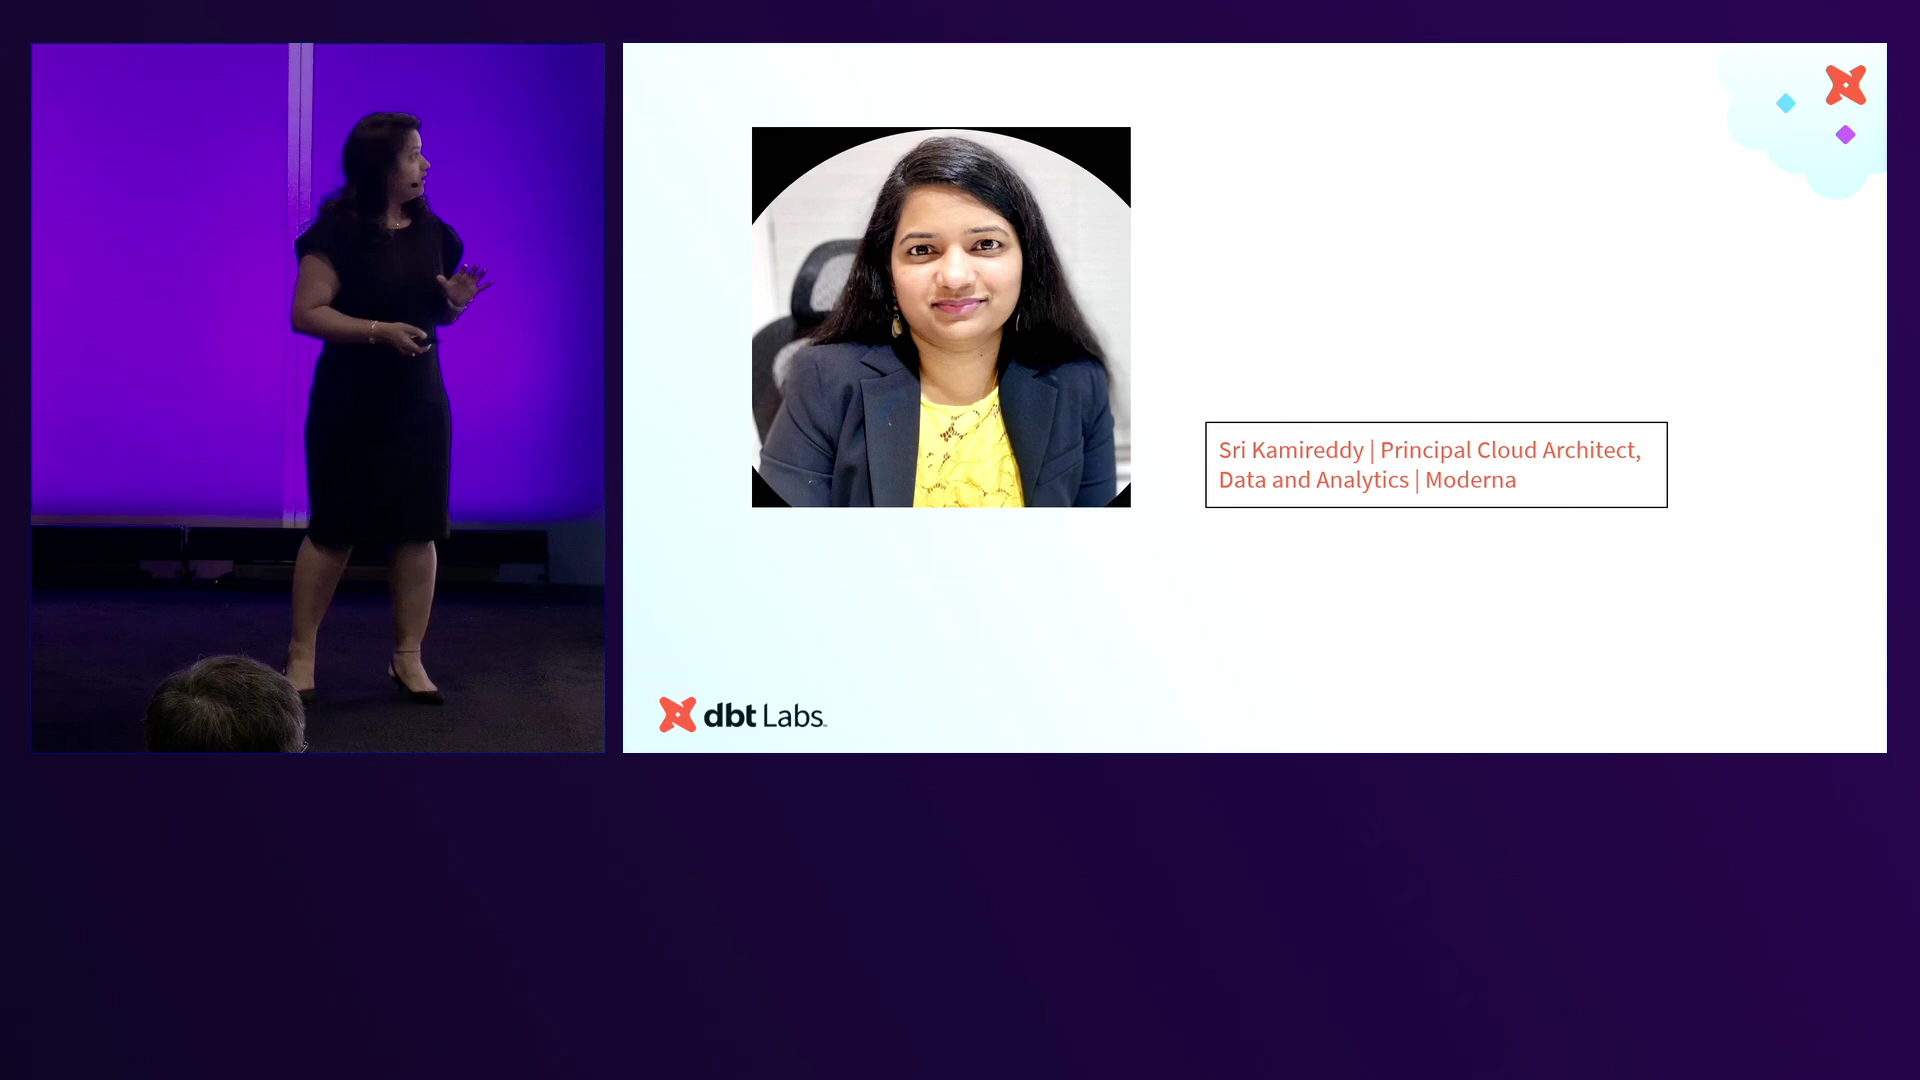 Sri Kamireddy | Principal Cloud Architect,
Data and Analytics | Moderna
dbt Labs